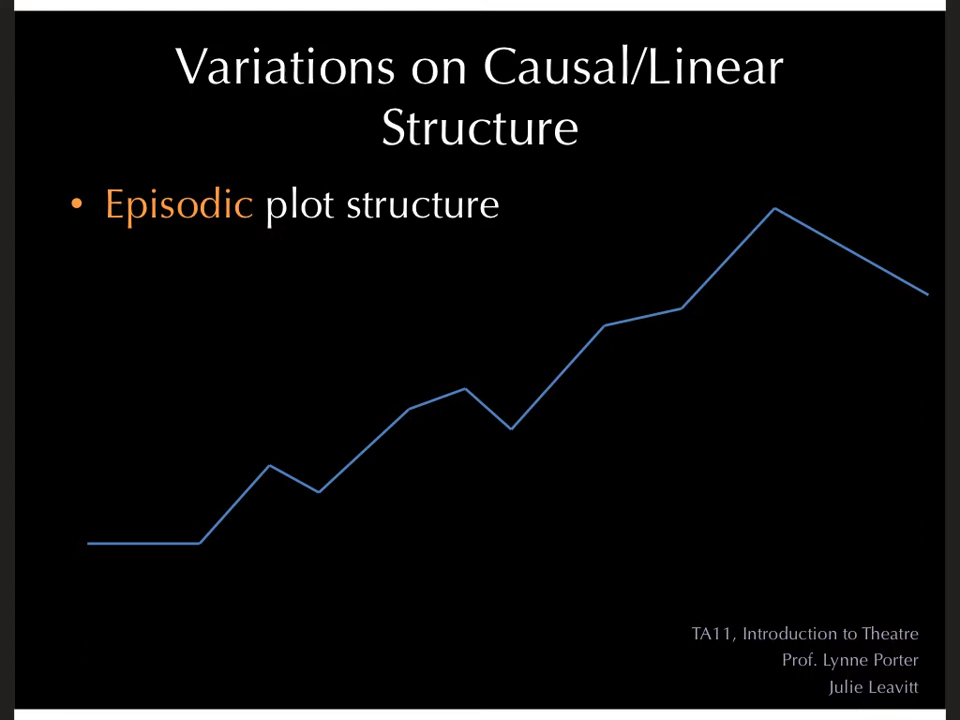 Variations on Causal/Linear
Structure
• Episodic plot structure
TA11, Introduction to Theatre
Prof. Lynne Porter
Julie Leavitt